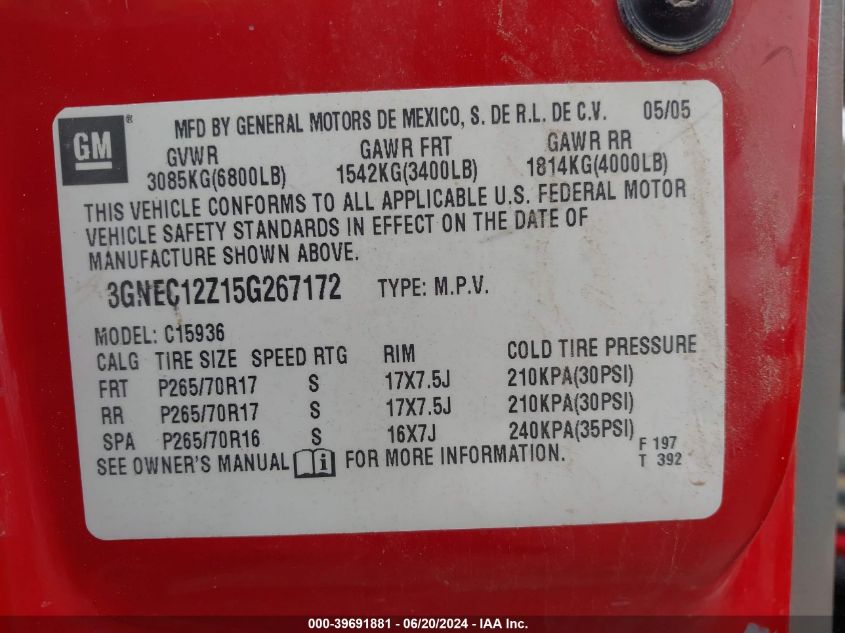 GM ® MFD BY GENERAL MOTORS DE MEXICO, S. DE R.L. DE C.V. 05/05
GVWR GAWR FRT GAWR RR
3085KG(6800LB) 1542KG(3400LB) 1814KG(4000LB)
THIS VEHICLE CONFORMS TO ALL APPLICABLE U.S. FEDERAL MOTOR
VEHICLE SAFETY STANDARDS IN EFFECT ON THE DATE OF
MANUFACTURE SHOWN ABOVE.
3GNEC12Z15G267172 TYPE: M.P.V.
MODEL: C15936
CALG TIRE SIZE SPEED RTG RIM COLD TIRE PRESSURE
FRT P265/70R17 S 17X7.5J 210KPA(30PSI)
RR P265/70R17 S 17X7.5J 210KPA(30PSI)
SPA P265/70R16 S 16X7J 240KPA(35PSI)
SEE OWNER'S MANUAL i FOR MORE INFORMATION.
F 197
T 392
000-39691881 / 06/20/2024 - IAA Inc.